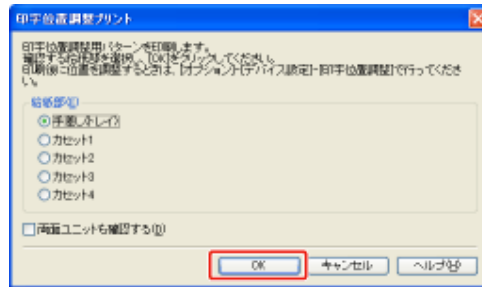 印字位置調整プリント
印字位置調整用パターンを印刷します。
確認する給紙部を選択し、[OK]をクリックしてください。
印刷後に位置を調整するときは、[オプション]-[デバイス設定]-[印字位置調整]で行ってくださ
い。
給紙部(I)
手差し(トレイ)
カセット1
カセット2
カセット3
カセット4
両面ユニットも確認する(D)
OK
キャンセル
ヘルプ(H)